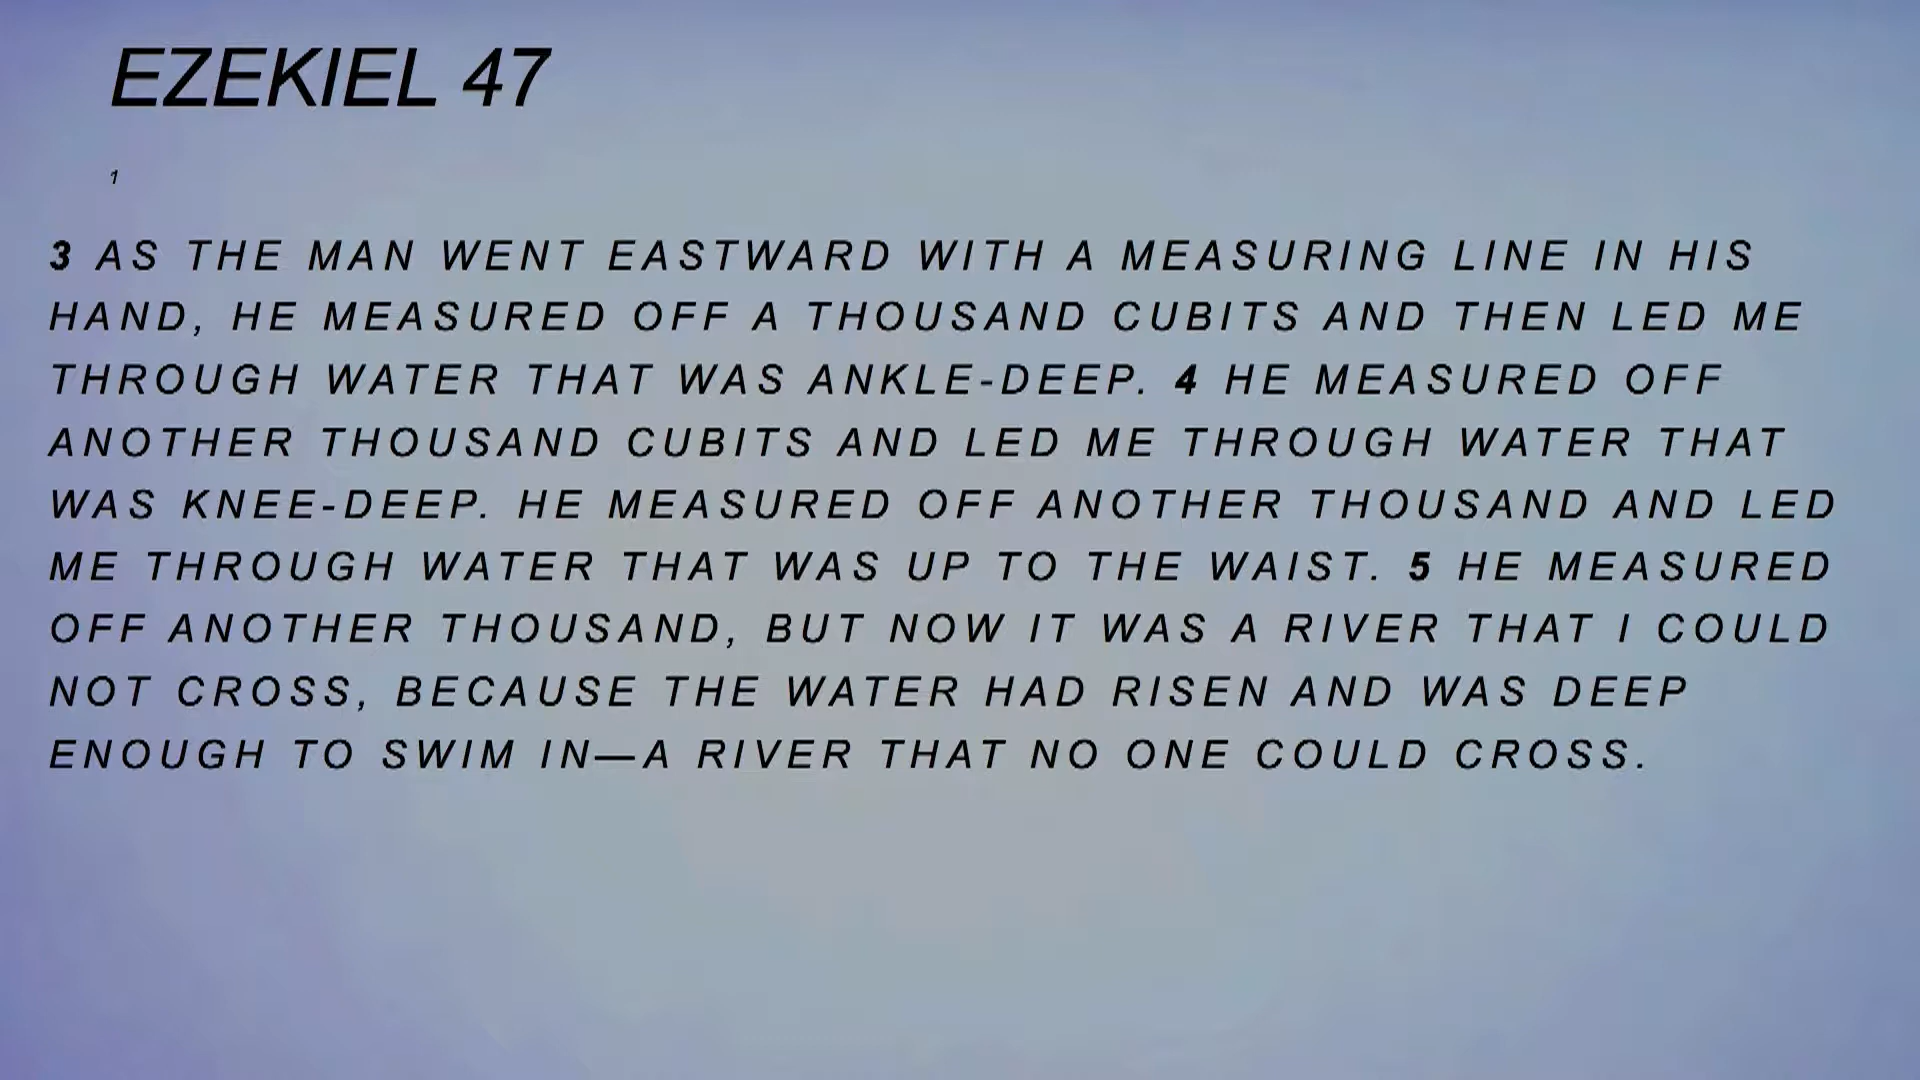 EZEKIEL 47
1
3 AS THE MAN WENT EASTWARD WITH A MEASURING LINE IN HIS
HAND, HE MEASURED OFF A THOUSAND CUBITS AND THEN LED ME
THROUGH WATER THAT WAS ANKLE-DEEP. 4 HE MEASURED OFF
ANOTHER THOUSAND CUBITS AND LED ME THROUGH WATER THAT
WAS KNEE-DEEP. HE MEASURED OFF ANOTHER THOUSAND AND LED
ME THROUGH WATER THAT WAS UP TO THE WAIST. 5 HE MEASURED
OFF ANOTHER THOUSAND, BUT NOW IT WAS A RIVER THAT I COULD
NOT CROSS, BECAUSE THE WATER HAD RISEN AND WAS DEEP
ENOUGH TO SWIM IN—A RIVER THAT NO ONE COULD CROSS.